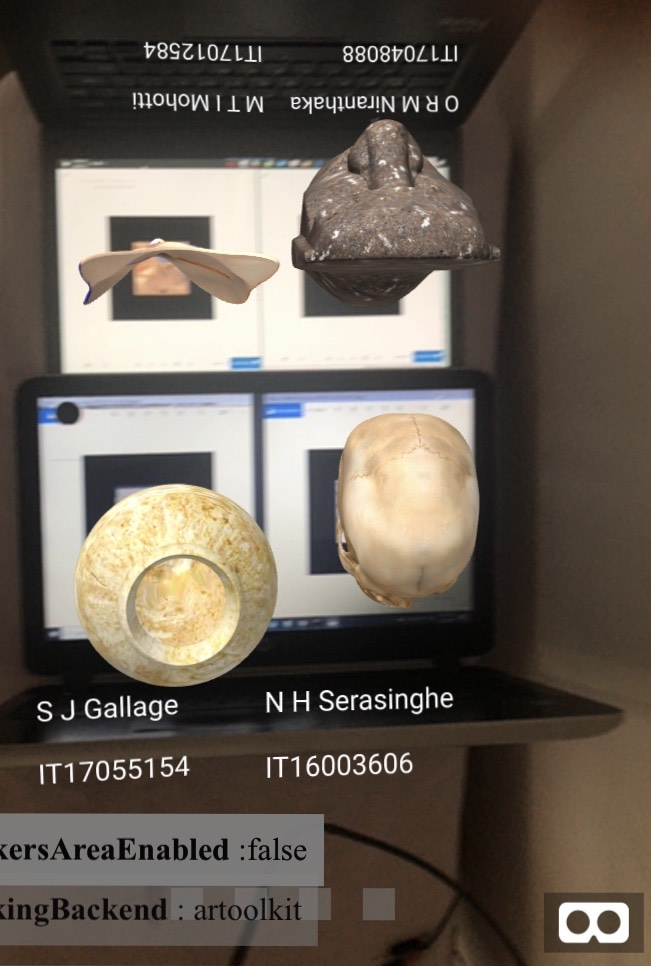 IT17012584
IT17048088
M T I Mohotti
O R M Niranthaka
S J Gallage
N H Serasinghe
IT17055154
IT16003606
kersAreaEnabled :false
kingBackend : artoolkit